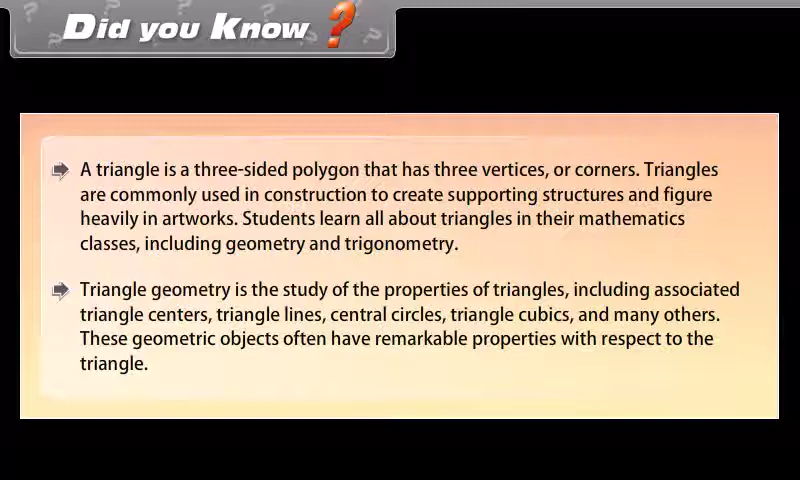 Did you Know ?
A triangle is a three-sided polygon that has three vertices, or corners. Triangles
are commonly used in construction to create supporting structures and figure
heavily in artworks. Students learn all about triangles in their mathematics
classes, including geometry and trigonometry.
Triangle geometry is the study of the properties of triangles, including associated
triangle centers, triangle lines, central circles, triangle cubics, and many others.
These geometric objects often have remarkable properties with respect to the
triangle.